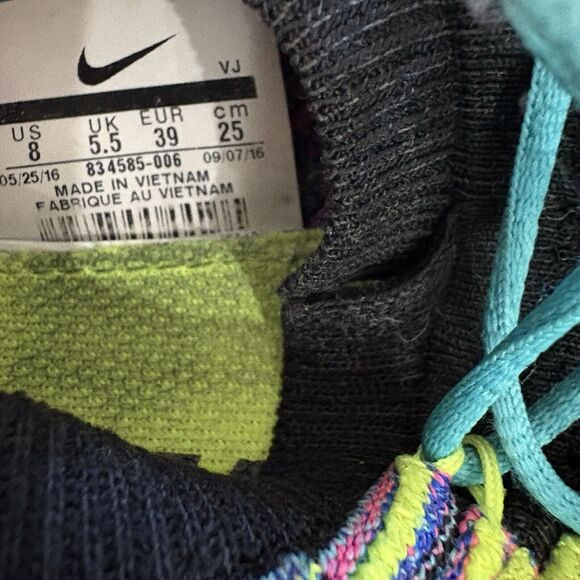 VJ
US UK EUR cm
8 5.5 39 25
05/25/16 834585-006 09/07/16
MADE IN VIETNAM
FABRIQUE AU VIETNAM